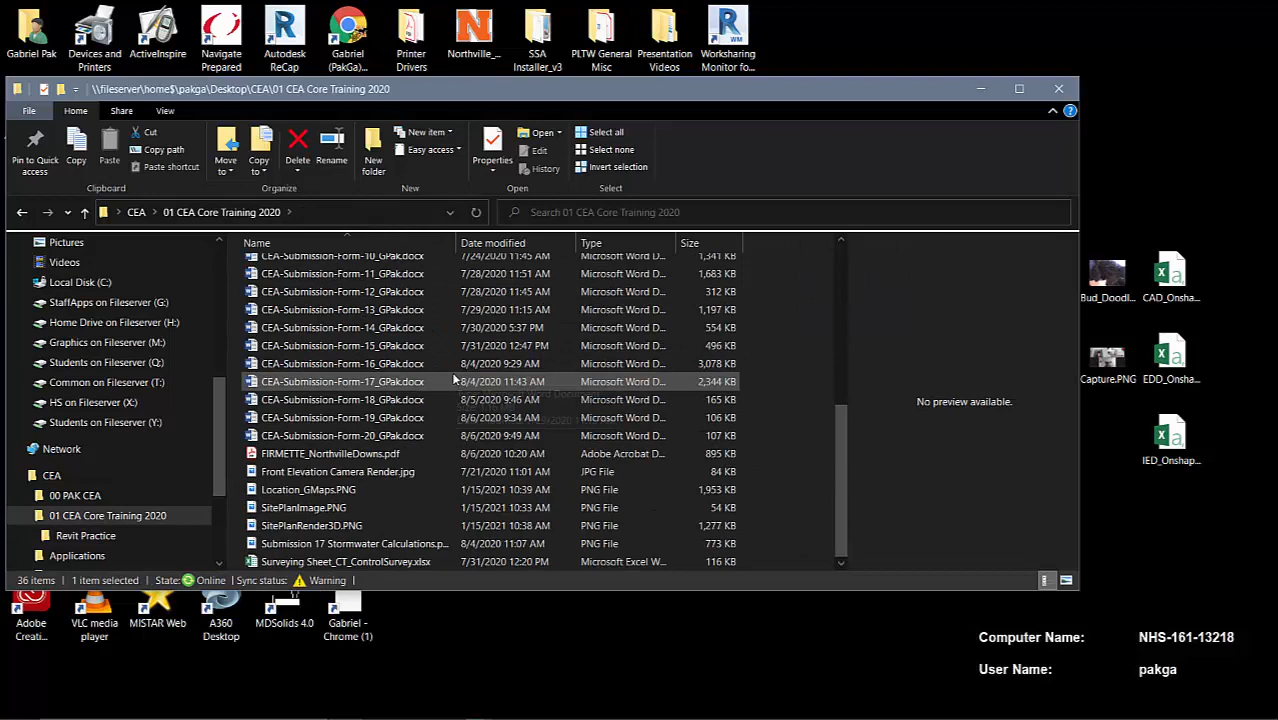 Gabriel Pak
Devices and Printers
ActiveInspire
Navigate Prepared
Autodesk ReCap
Gabriel (PakGa)...
Printer Drivers
Northville_...
SSA Installer_v3
PLTW General Misc
Presentation Videos
Worksharing Monitor fo...
\\fileserver\home$\pakga\Desktop\CEA\01 CEA Core Training 2020
File Home Share View
Pin to Quick access
Copy
Paste
Cut
Copy path
Paste shortcut
Clipboard
Move to
Copy to
Delete
Rename
Organize
New folder
New item
Easy access
New
Properties
Open
Edit
History
Open
Select all
Select none
Invert selection
Select
CEA > 01 CEA Core Training 2020 >
Search 01 CEA Core Training 2020
Pictures
Videos
Local Disk (C:)
StaffApps on Fileserver (G:)
Home Drive on Fileserver (H:)
Graphics on Fileserver (M:)
Students on Fileserver (Q:)
Common on Fileserver (T:)
HS on Fileserver (X:)
Students on Fileserver (Y:)
Network
CEA
00 PAK CEA
01 CEA Core Training 2020
Revit Practice
Applications
Name Date modified Type Size
CEA-Submission-Form-10_GPak.docx 7/24/2020 11:45 AM Microsoft Word D... 1,341 KB
CEA-Submission-Form-11_GPak.docx 7/28/2020 11:51 AM Microsoft Word D... 1,683 KB
CEA-Submission-Form-12_GPak.docx 7/28/2020 11:45 AM Microsoft Word D... 312 KB
CEA-Submission-Form-13_GPak.docx 7/29/2020 11:15 AM Microsoft Word D... 1,197 KB
CEA-Submission-Form-14_GPak.docx 7/30/2020 5:37 PM Microsoft Word D... 554 KB
CEA-Submission-Form-15_GPak.docx 7/31/2020 12:47 PM Microsoft Word D... 496 KB
CEA-Submission-Form-16_GPak.docx 8/4/2020 9:29 AM Microsoft Word D... 3,078 KB
CEA-Submission-Form-17_GPak.docx 8/4/2020 11:43 AM Microsoft Word D... 2,344 KB
CEA-Submission-Form-18_GPak.docx 8/5/2020 9:46 AM Microsoft Word D... 165 KB
CEA-Submission-Form-19_GPak.docx 8/6/2020 9:34 AM Microsoft Word D... 106 KB
CEA-Submission-Form-20_GPak.docx 8/6/2020 9:49 AM Microsoft Word D... 107 KB
FIRMETTE_NorthvilleDowns.pdf 8/6/2020 10:20 AM Adobe Acrobat D... 895 KB
Front Elevation Camera Render.jpg 7/21/2020 11:01 AM JPG File 84 KB
Location_GMaps.PNG 1/15/2021 10:39 AM PNG File 1,953 KB
SitePlanImage.PNG 1/15/2021 10:33 AM PNG File 54 KB
SitePlanRender3D.PNG 1/15/2021 10:38 AM PNG File 1,277 KB
Submission 17 Stormwater Calculations.p... 8/4/2020 11:07 AM PNG File 773 KB
Surveying Sheet_CT_ControlSurvey.xlsx 7/31/2020 12:20 PM Microsoft Excel W... 116 KB
No preview available.
36 items 1 item selected State: Online Sync status: Warning
Bud_Doodl...
CAD_Onsha...
Capture.PNG
EDD_Onsha...
IED_Onshap...
Adobe Creati...
VLC media player
MISTAR Web
A360 Desktop
MDSolids 4.0
Gabriel - Chrome (1)
Computer Name: NHS-161-13218
User Name: pakga